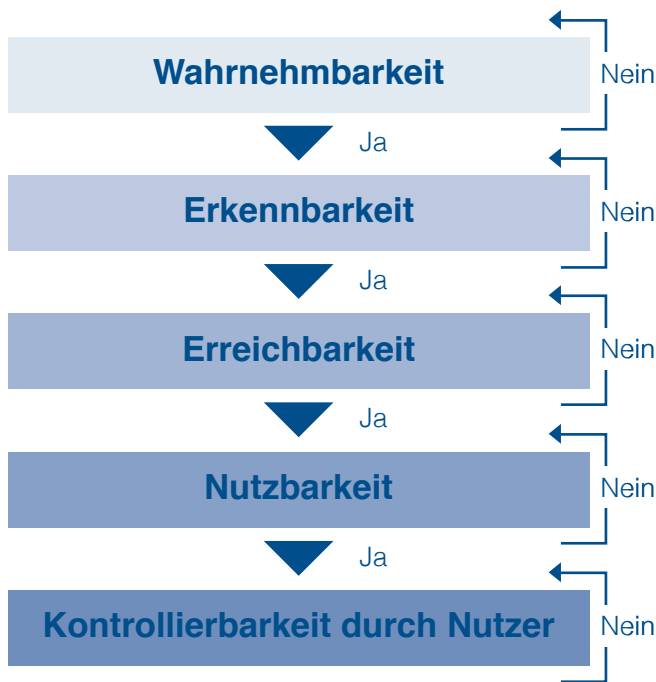 Wahrnehmbarkeit
Nein
Ja
Erkennbarkeit
Nein
Ja
Erreichbarkeit
Nein
Ja
Nutzbarkeit
Nein
Ja
Kontrollierbarkeit durch Nutzer
Nein